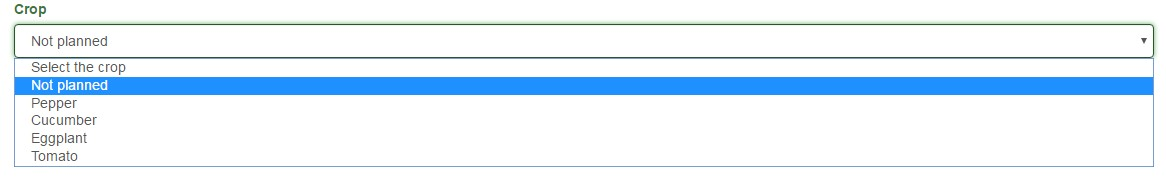 Crop
Not planned
Select the crop
Not planned
Pepper
Cucumber
Eggplant
Tomato